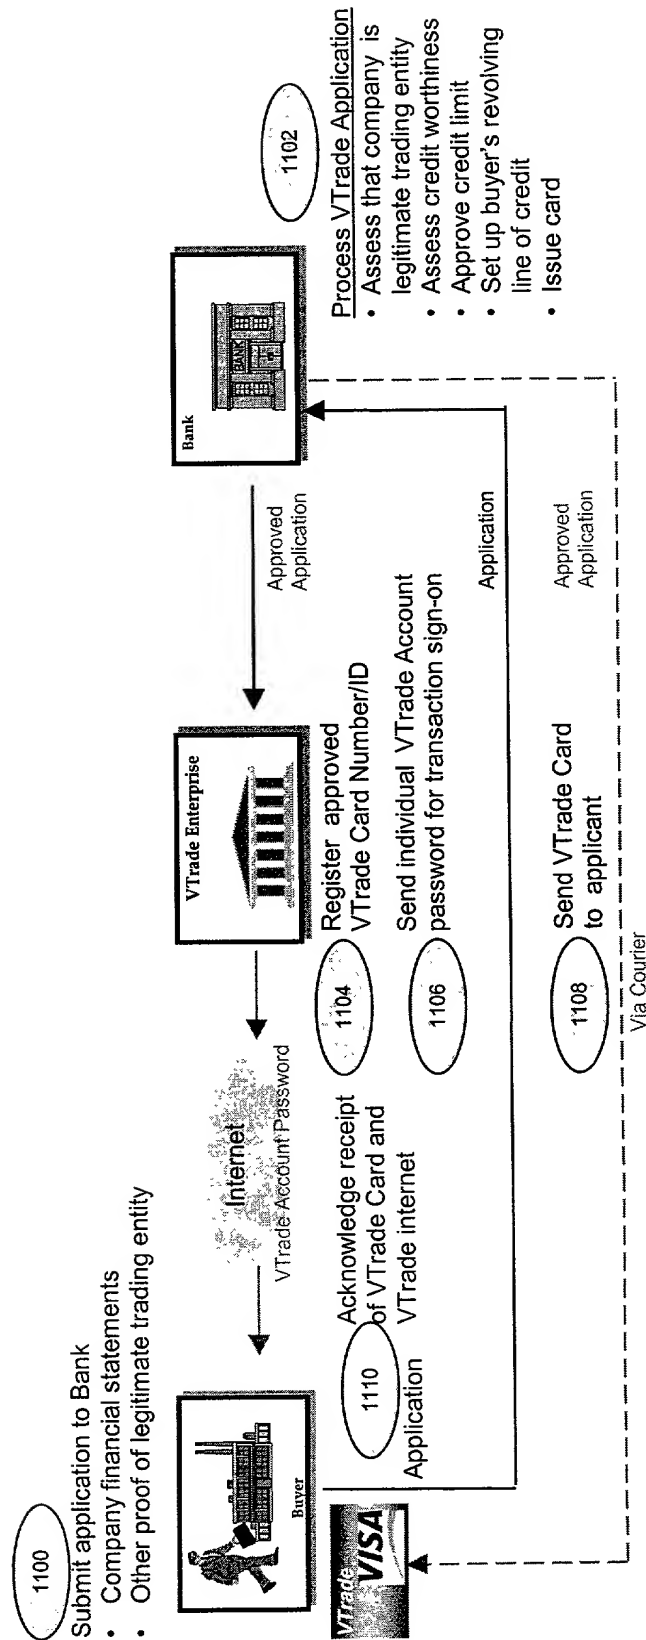 1100
Submit application to Bank
• Company financial statements
• Other proof of legitimate trading entity
Buyer
VTrade
VISA
Internet
VTrade Account Password
VTrade Enterprise
Approved
Application
Bank
BANK
1102
Process VTrade Application
• Assess that company is
legitimate trading entity
• Assess credit worthiness
• Approve credit limit
• Set up buyer's revolving
line of credit
• Issue card
1104
Register approved
VTrade Card Number/ID
1106
Send individual VTrade Account
password for transaction sign-on
1110
Acknowledge receipt
of VTrade Card and
VTrade internet
Application
Application
1108
Send VTrade Card
to applicant
Approved
Application
Via Courier